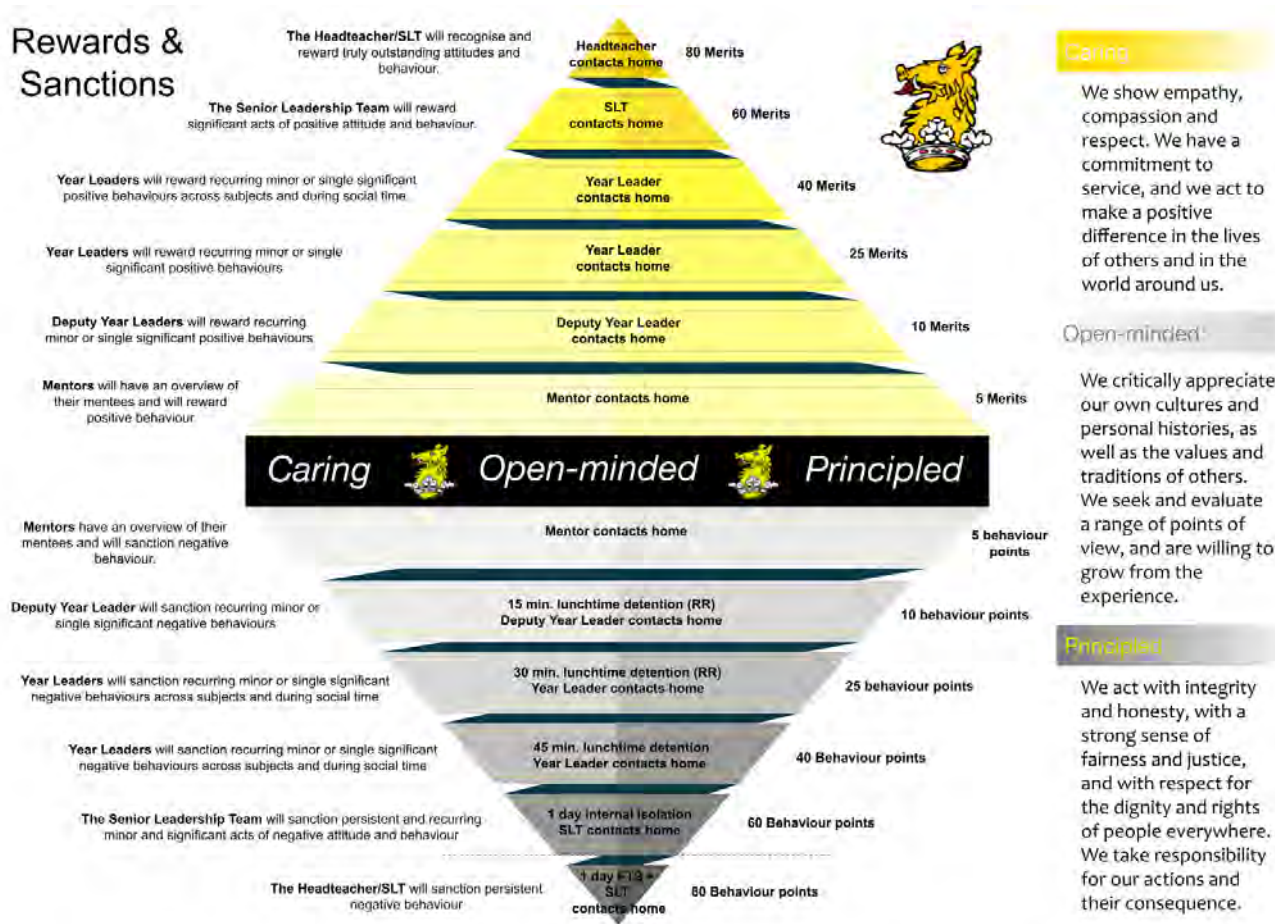 Rewards &
Sanctions
The Headteacher/SLT will recognise and
reward truly outstanding attitudes and
behaviour.
Headteacher
contacts home
80 Merits
The Senior Leadership Team will reward
significant acts of positive attitude and behaviour.
SLT
contacts home
60 Merits
Year Leaders will reward recurring minor or single significant
positive behaviours across subjects and during social time.
Year Leader
contacts home
40 Merits
Year Leaders will reward recurring minor or single
significant positive behaviours
Year Leader
contacts home
25 Merits
Deputy Year Leaders will reward recurring
minor or single significant positive behaviours
Deputy Year Leader
contacts home
10 Merits
Mentors will have an overview of
their mentees and will reward
positive behaviour
Mentor contacts home
5 Merits
Caring Open-minded Principled
Mentors have an overview of their
mentees and will sanction negative
behaviour.
Mentor contacts home
5 behaviour
points
Deputy Year Leader will sanction recurring minor or
single significant negative behaviours
15 min. lunchtime detention (RR)
Deputy Year Leader contacts home
10 behaviour points
Year Leaders will sanction recurring minor or single significant
negative behaviours across subjects and during social time
30 min. lunchtime detention (RR)
Year Leader contacts home
25 behaviour points
Year Leaders will sanction recurring minor or single significant
negative behaviours across subjects and during social time
45 min. lunchtime detention
Year Leader contacts home
40 Behaviour points
The Senior Leadership Team will sanction persistent and recurring
minor and significant acts of negative attitude and behaviour
1 day internal isolation
SLT contacts home
60 Behaviour points
The Headteacher/SLT will sanction persistent
negative behaviour
1 day
SLT
contacts home
80 Behaviour points
Caring
We show empathy,
compassion and
respect. We have a
commitment to
service, and we act to
make a positive
difference in the lives
of others and in the
world around us.
Open-minded
We critically appreciate
our own cultures and
personal histories, as
well as the values and
traditions of others.
We seek and evaluate
a range of points of
view, and are willing to
grow from the
experience.
Principled
We act with integrity
and honesty, with a
strong sense of
fairness and justice,
and with respect for
the dignity and rights
of people everywhere.
We take responsibility
for our actions and
their consequence.